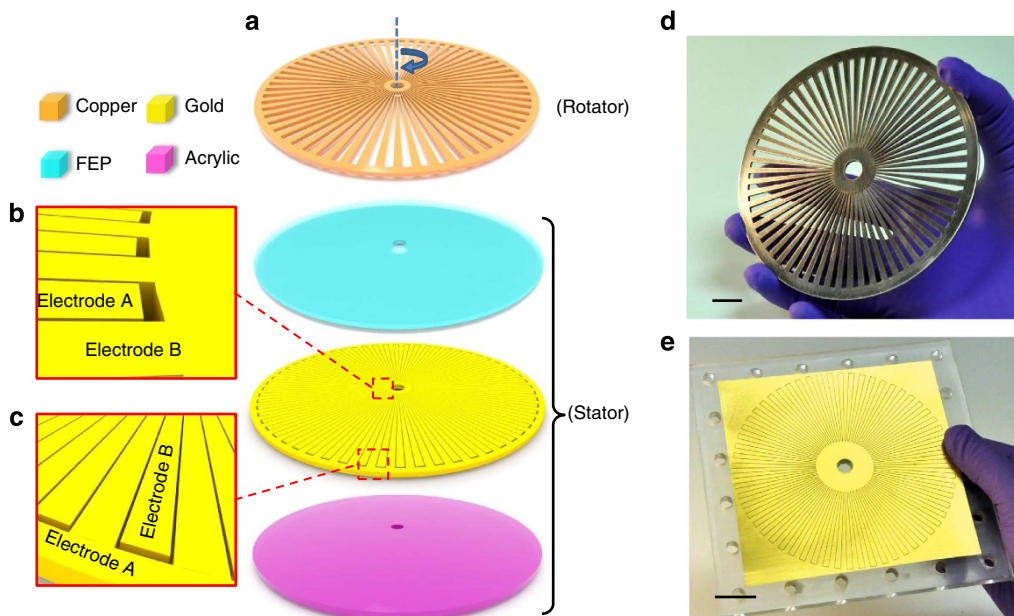 a
(Rotator)
Copper
Gold
FEP
Acrylic
b
Electrode A
Electrode B
c
Electrode B
Electrode A
(Stator)
d
e